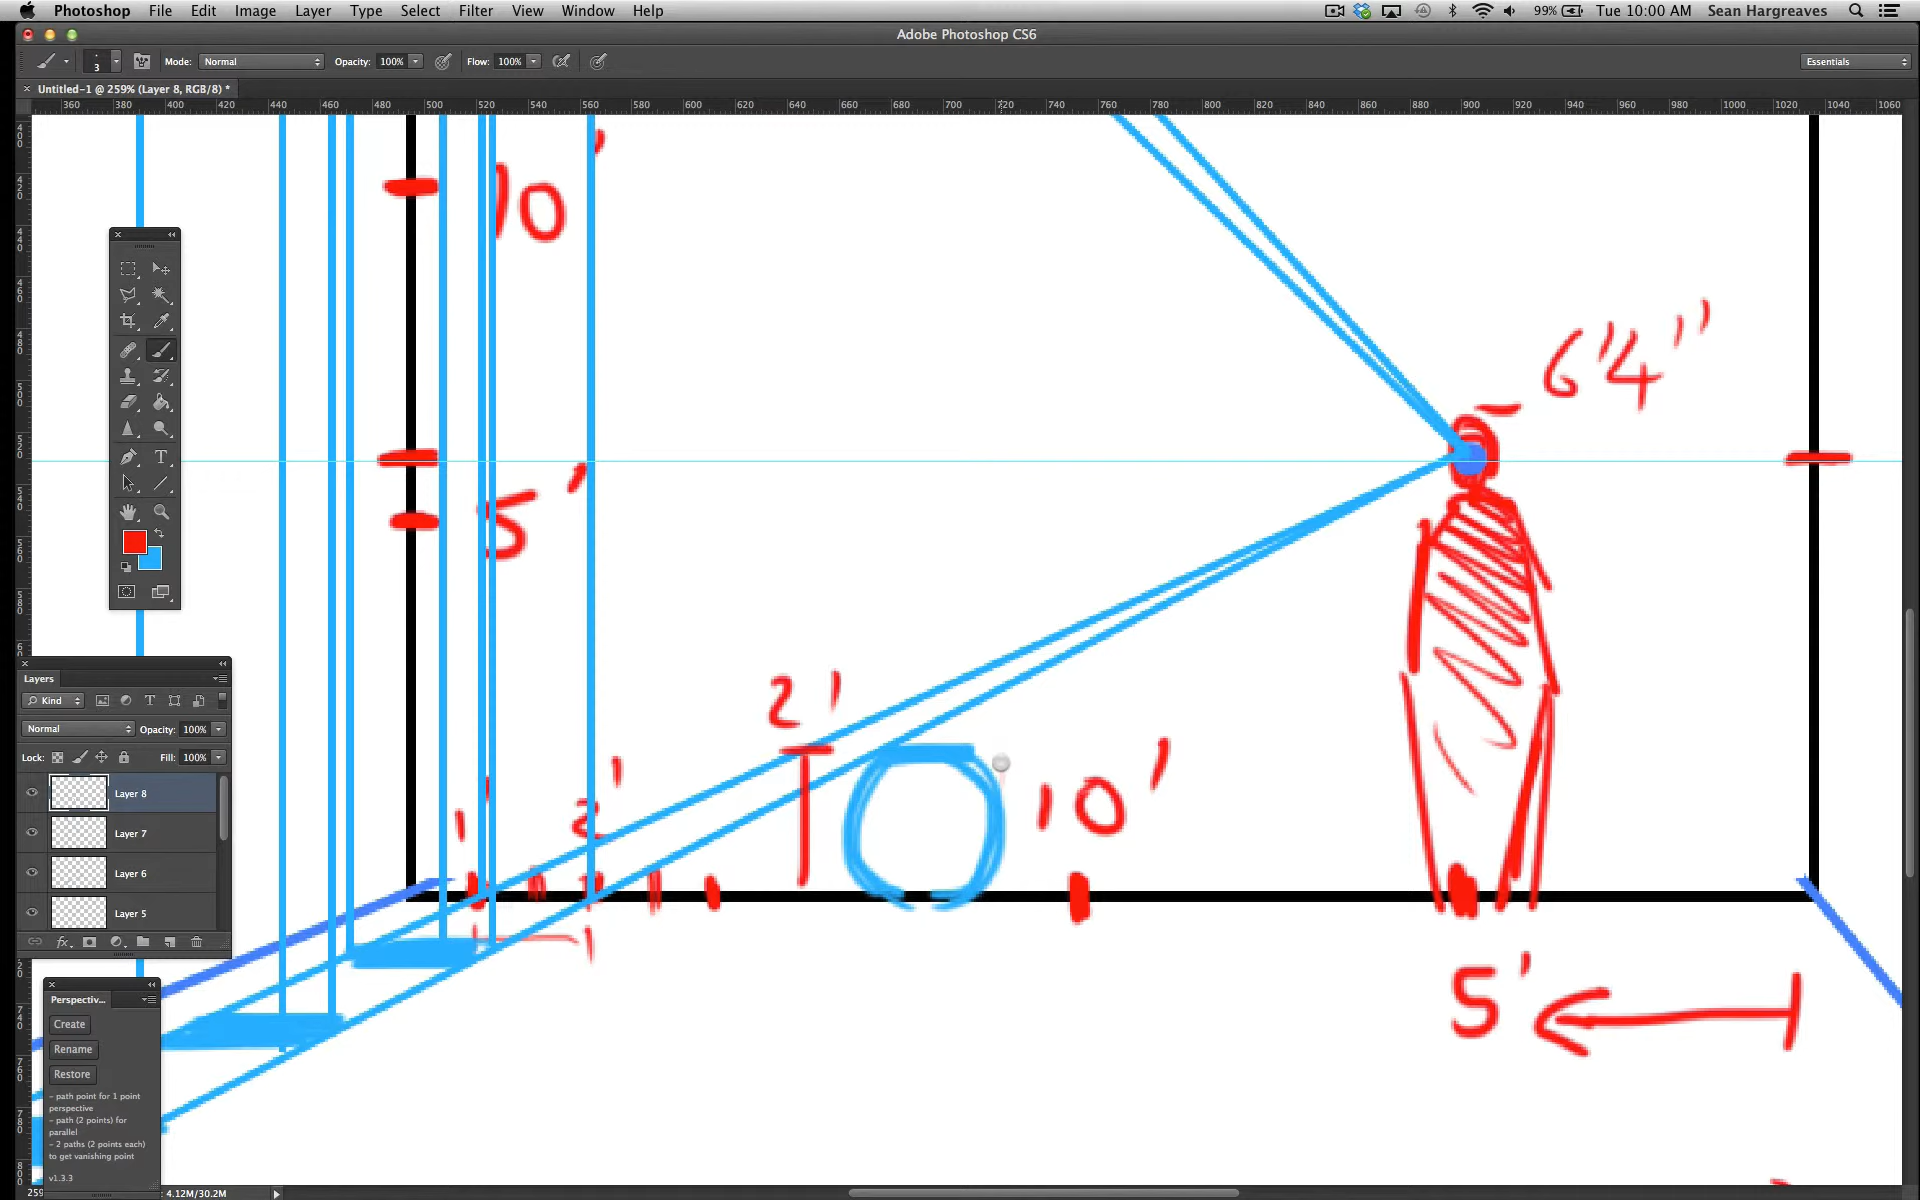 Photoshop File Edit Image Layer Type Select Filter View Window Help 99% Tue 10:00 AM Sean Hargreaves
Adobe Photoshop CS6
3 Mode: Normal Opacity: 100% Flow: 100% Essentials
Untitled-1 @ 259% (Layer 8, RGB/8) *
360 380 400 420 440 460 480 500 520 540 560 580 600 620 640 660 680 700 720 740 760 780 800 820 840 860 880 900 920 940 960 980 1000 1020 1040 1060
10'
6'4"
5'
Layers
Kind
Normal Opacity: 100%
Lock: Fill: 100%
Layer 8
Layer 7
Layer 6
Layer 5
fx
2'
1' 2'
10'
5'
Perspectiv...
Create
Rename
Restore
- path point for 1 point
perspective
- path (2 points) for
parallel
- 2 paths (2 points each)
to get vanishing point
v1.3.3
259 : 4.12M/30.2M